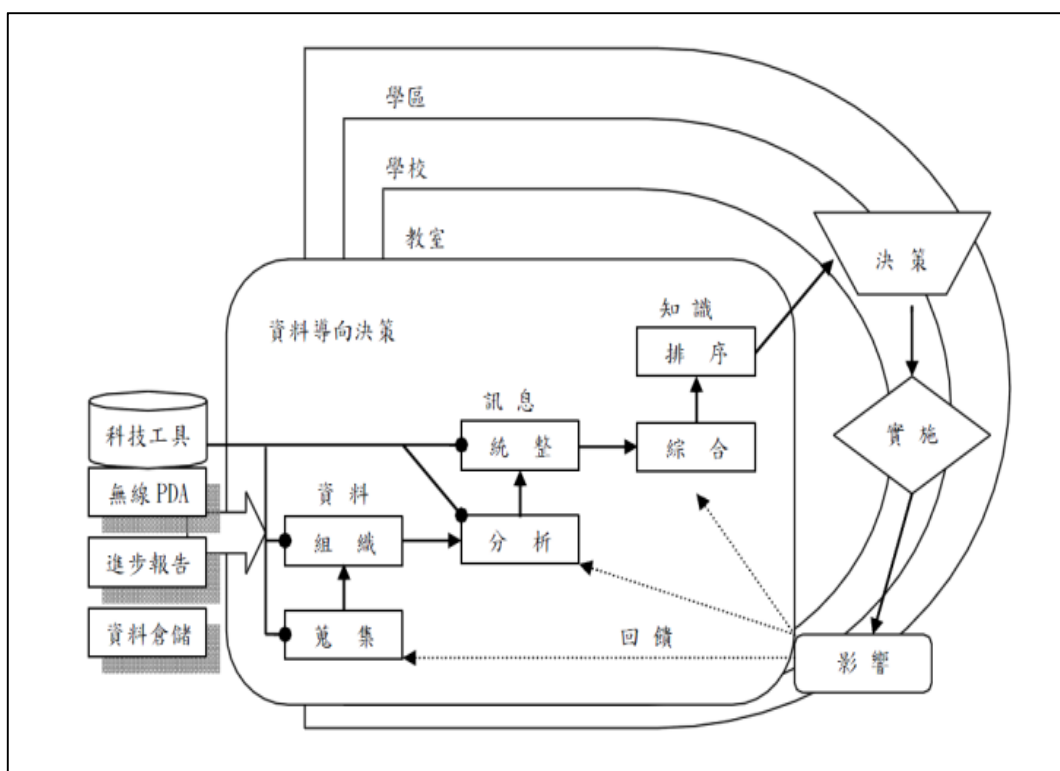 學區
學校
教室
決策
資料導向決策
知識
排序
科技工具
訊息
統整
綜合
實施
無線 PDA
資料
進步報告
組織
分析
資料倉儲
蒐集
回饋
影響